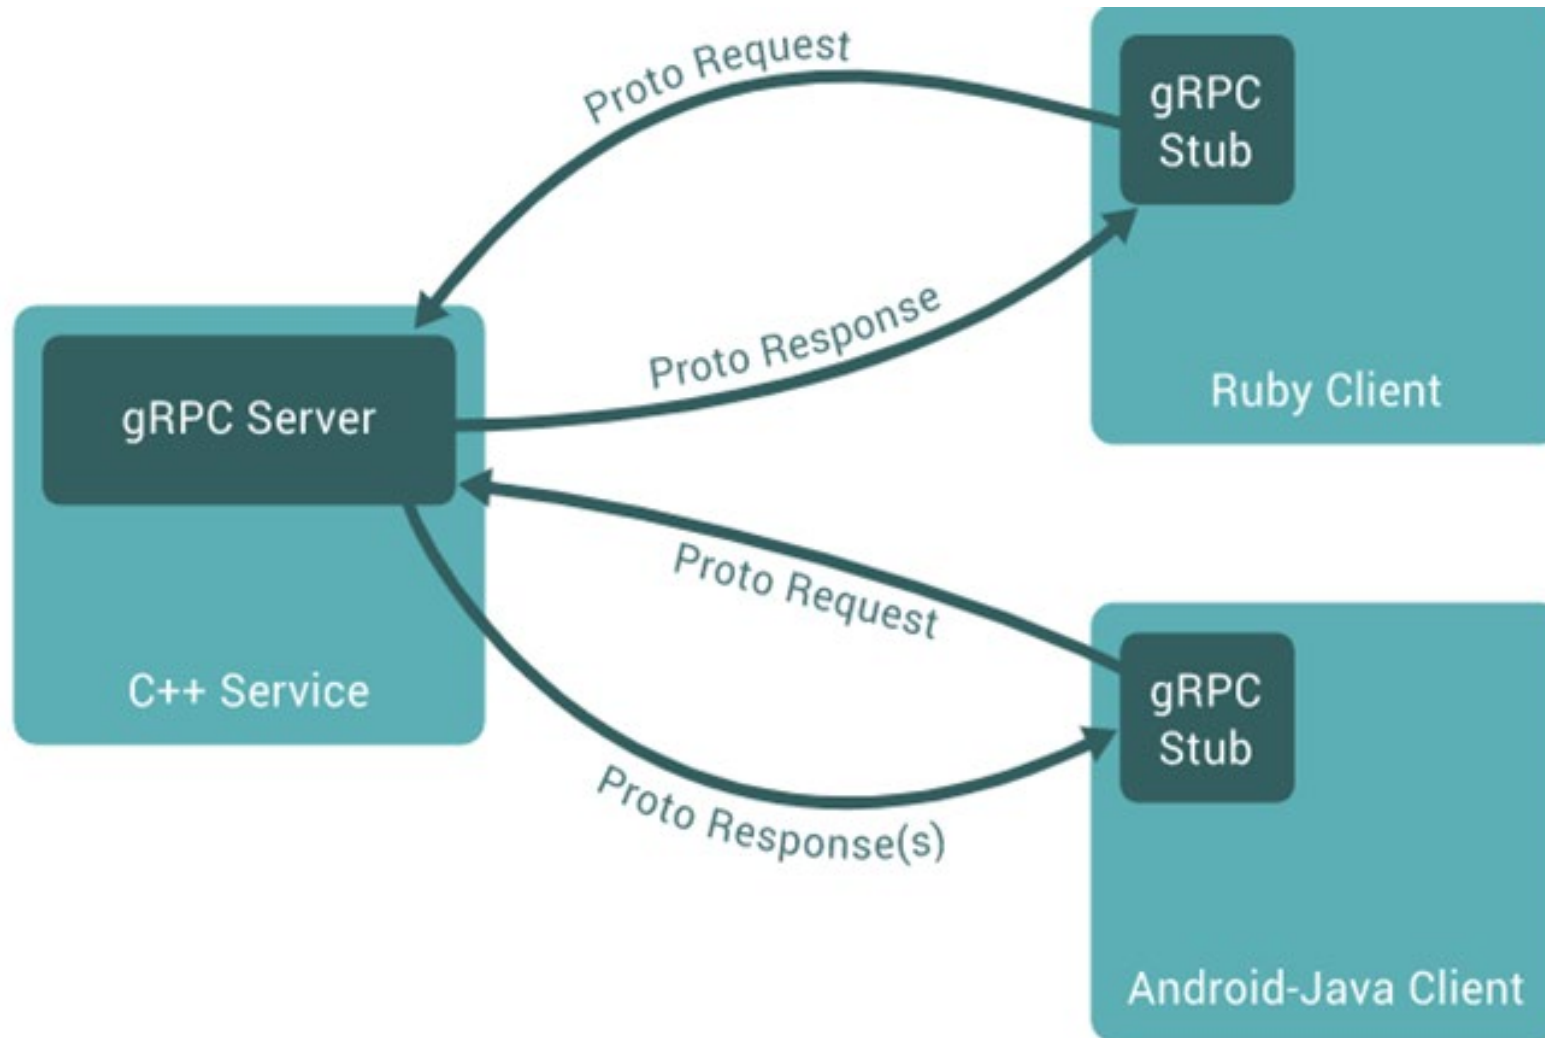 Proto Request
gRPC
Stub
Proto Response
Ruby Client
gRPC Server
C++ Service
Proto Request
gRPC
Stub
Proto Response(s)
Android-Java Client